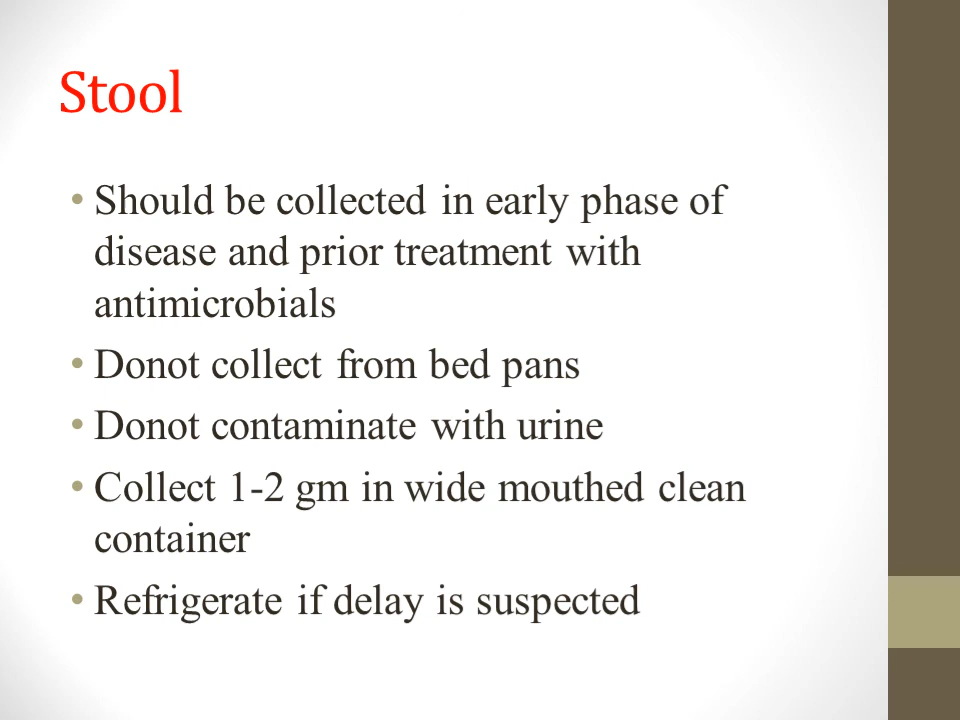 Stool
• Should be collected in early phase of
disease and prior treatment with
antimicrobials
• Donot collect from bed pans
• Donot contaminate with urine
• Collect 1-2 gm in wide mouthed clean
container
• Refrigerate if delay is suspected